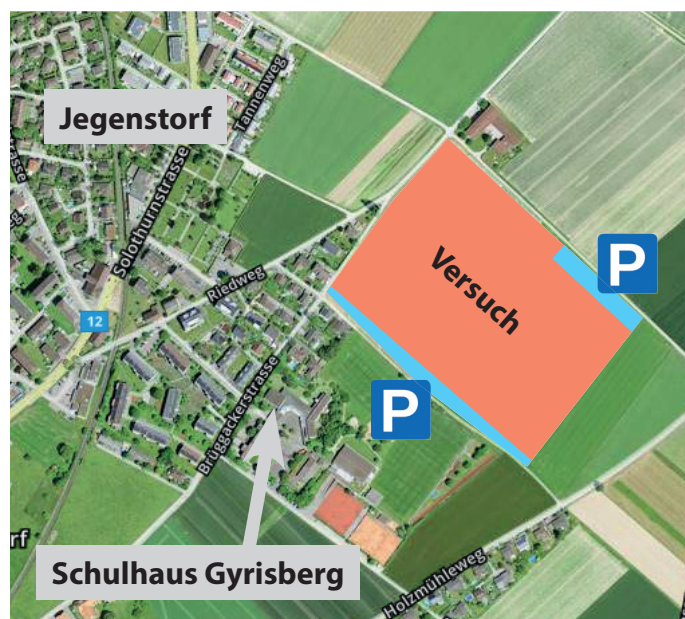 Jegenstorf
Tannenweg
Solothurnstrasse
Versuch
P
Riedweg
12
P
Brüggackerstrasse
rf
Schulhaus Gyrisberg
Holzmühleweg